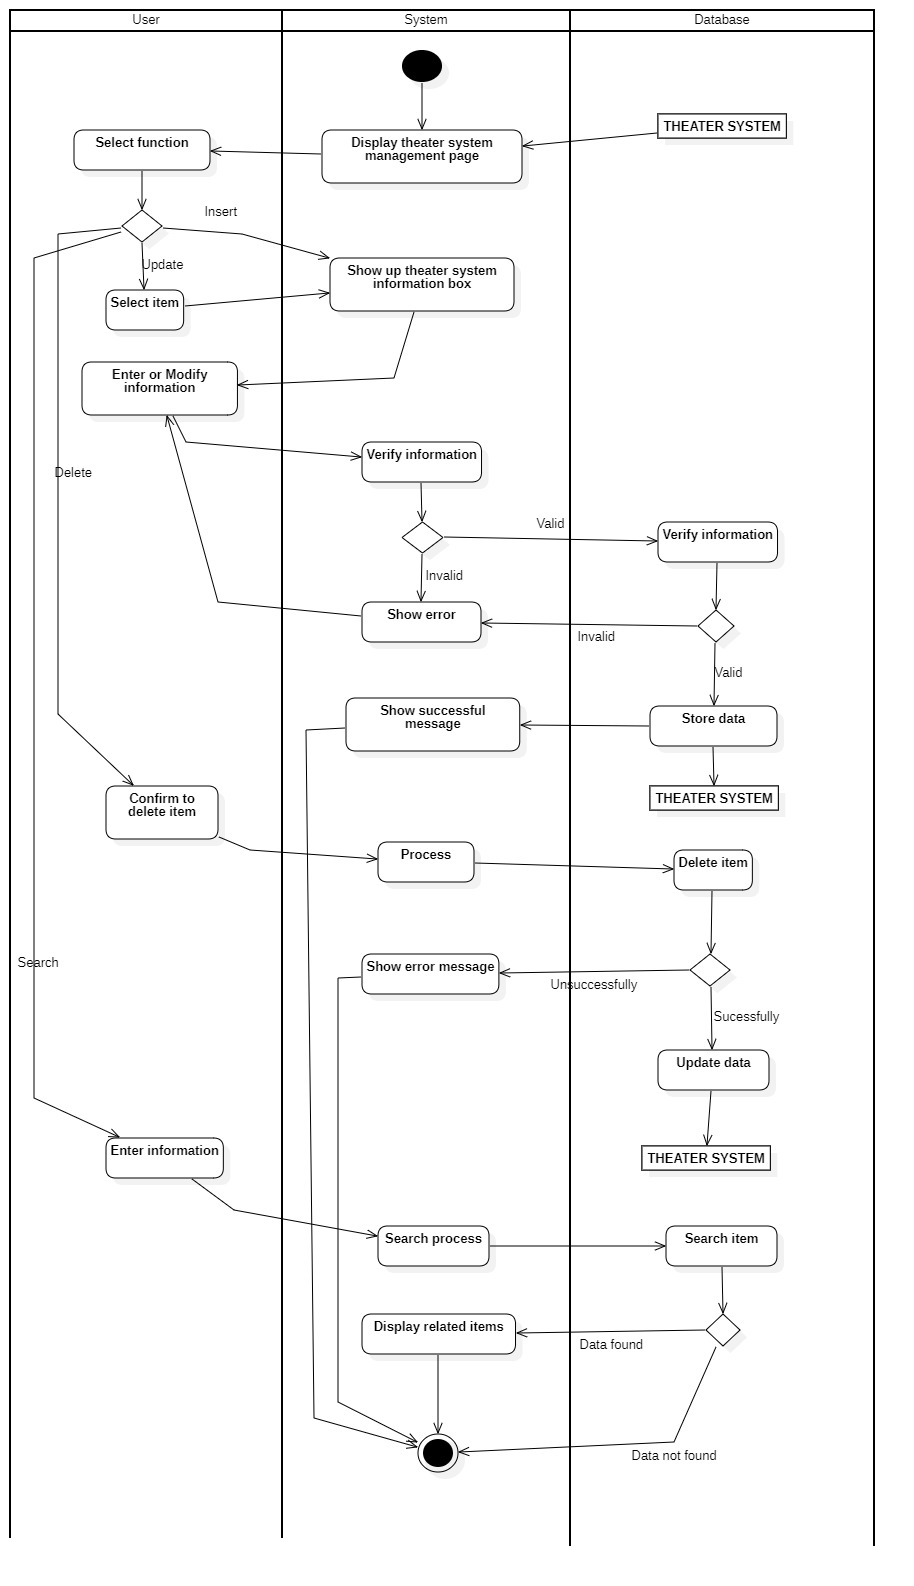 User
System
Database
THEATER SYSTEM
Select function
Display theater system
management page
Insert
Update
Show up theater system
information box
Select item
Enter or Modify
information
Verify information
Delete
Valid
Verify information
Invalid
Show error
Invalid
Valid
Show successful
message
Store data
THEATER SYSTEM
Confirm to
delete item
Process
Delete item
Search
Show error message
Unsuccessfully
Sucessfully
Update data
THEATER SYSTEM
Enter information
Search process
Search item
Display related items
Data found
Data not found